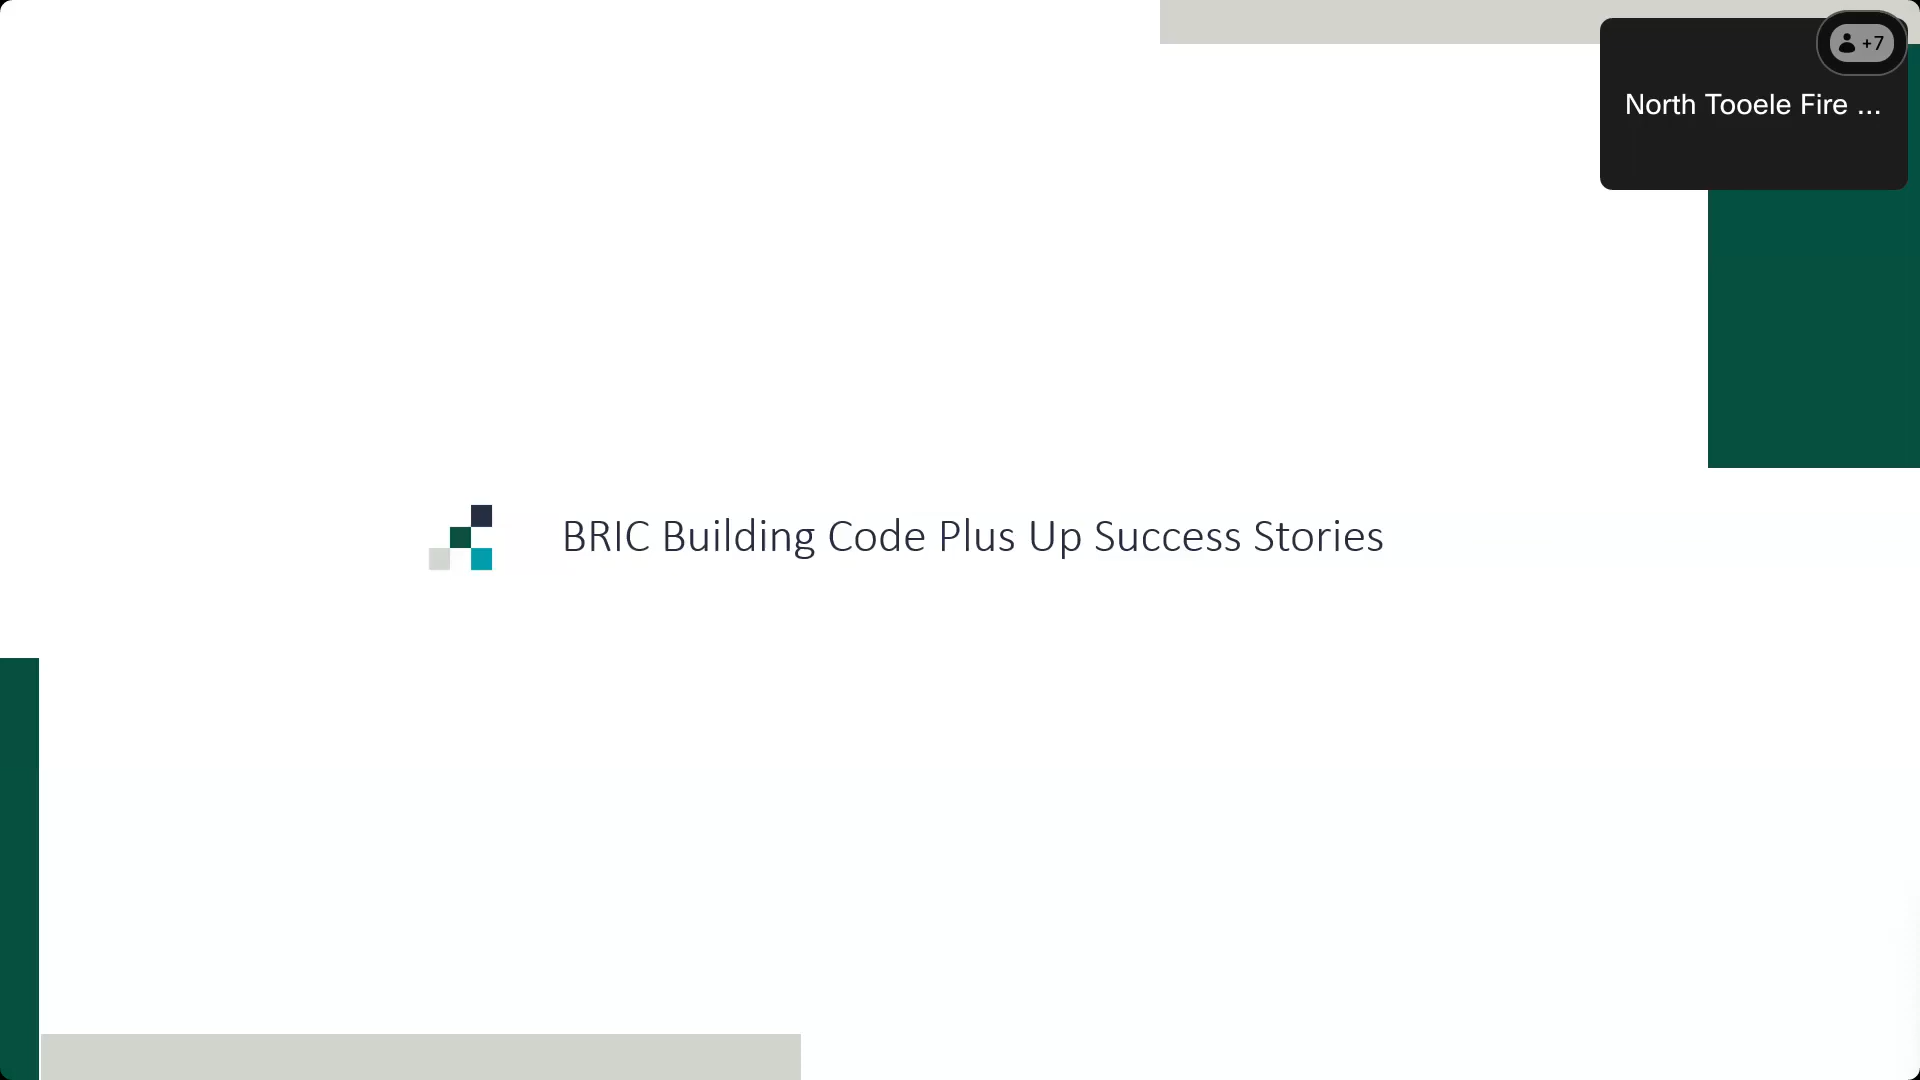 +7
North Tooele Fire ...
BRIC Building Code Plus Up Success Stories